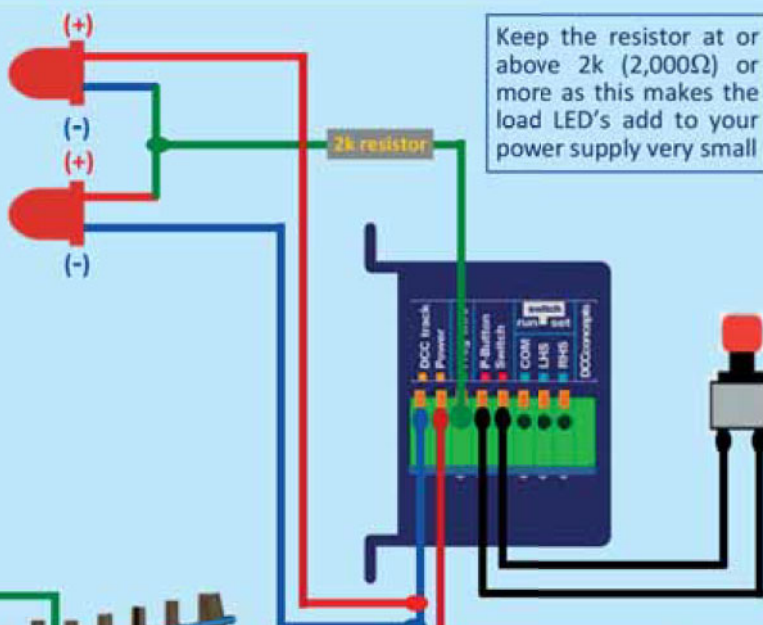 (+)
(-)
(+)
(-)
2k resistor
Keep the resistor at or
above 2k (2,000Ω) or
more as this makes the
load LED's add to your
power supply very small
DCC track
Power
P-Button
Switch
switch
run set
COM
LHS
RHS
DCCconcepts